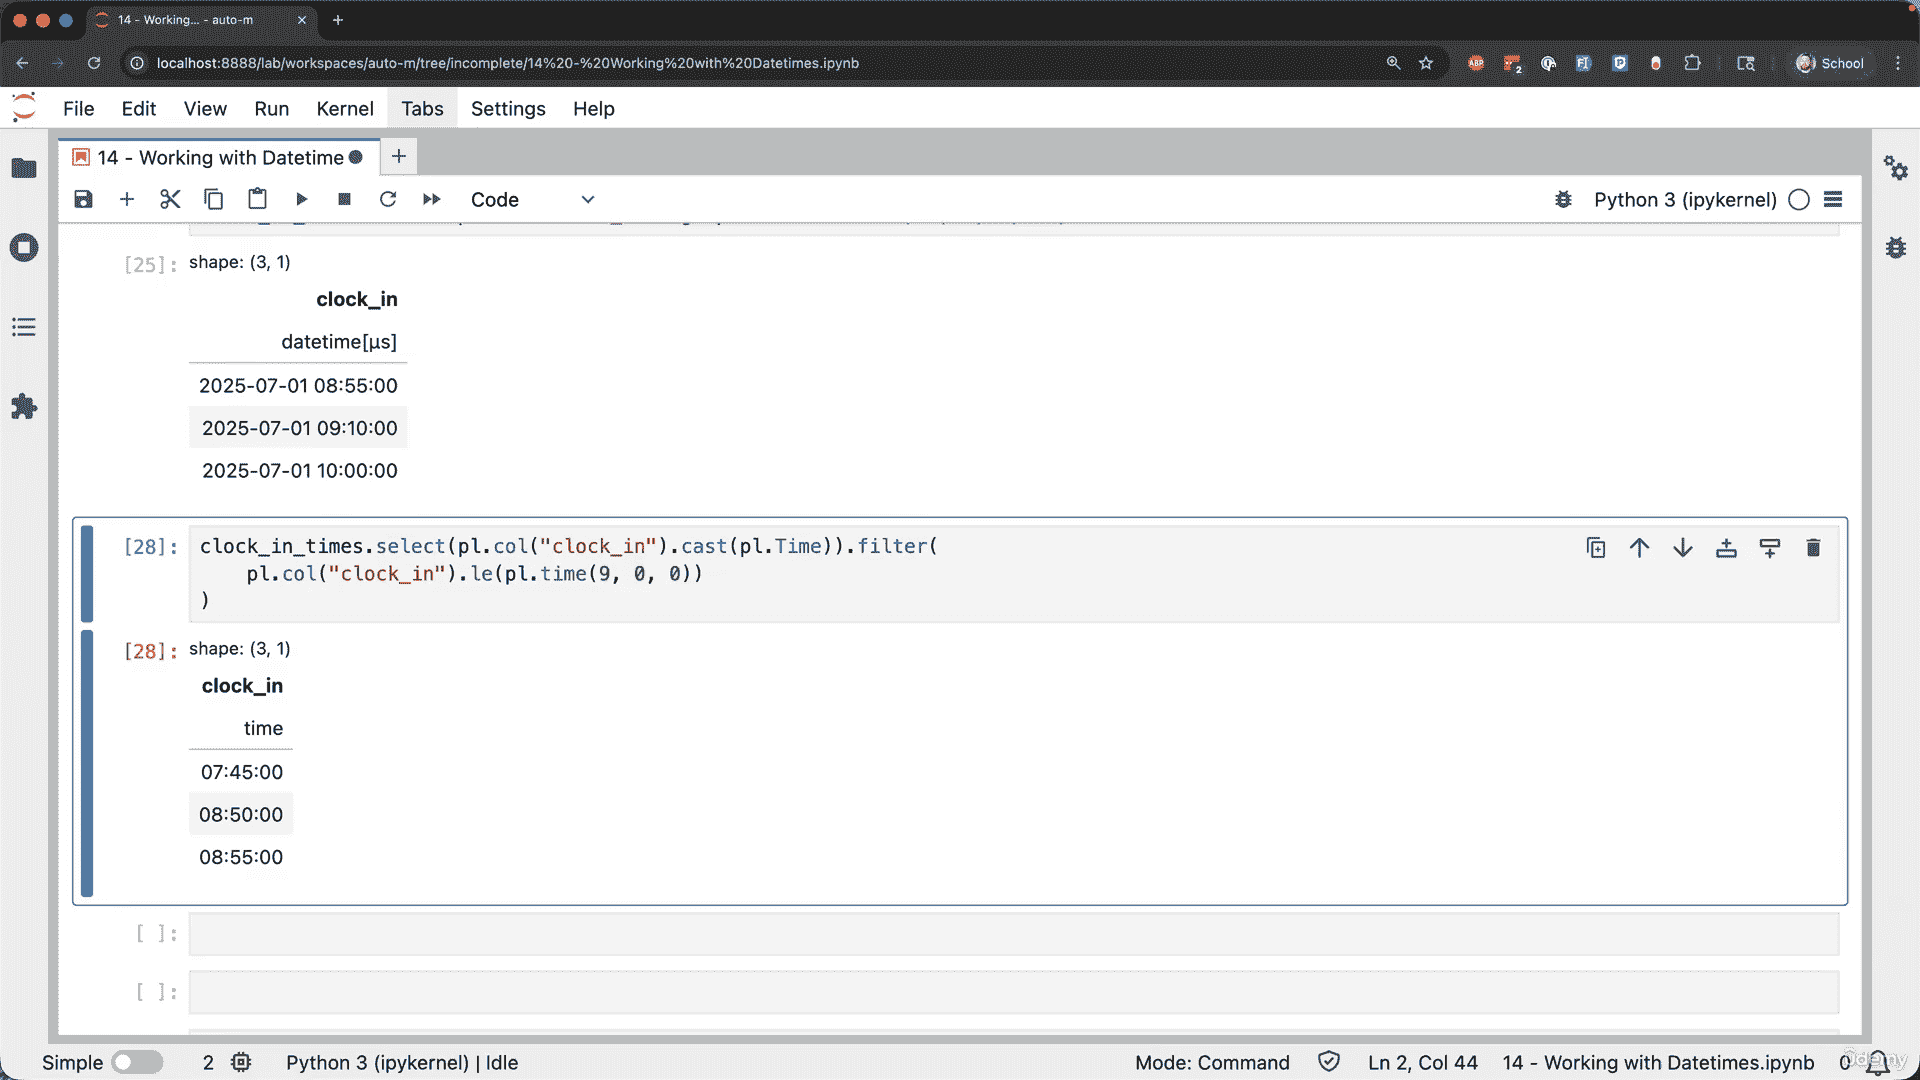 14 - Working... - auto-m
localhost:8888/lab/workspaces/auto-m/tree/incomplete/14%20-%20Working%20with%20Datetimes.ipynb
ABP
2
School
File Edit View Run Kernel Tabs Settings Help
14 - Working with Datetime
Code
Python 3 (ipykernel)
[25]: shape: (3, 1)
clock_in
datetime[μs]
2025-07-01 08:55:00
2025-07-01 09:10:00
2025-07-01 10:00:00
[28]: clock_in_times.select(pl.col("clock_in").cast(pl.Time)).filter(
pl.col("clock_in").le(pl.time(9, 0, 0))
)
[28]: shape: (3, 1)
clock_in
time
07:45:00
08:50:00
08:55:00
[ ]:
[ ]:
Simple 2 Python 3 (ipykernel) | Idle Mode: Command Ln 2, Col 44 14 - Working with Datetimes.ipynb 0
udemy